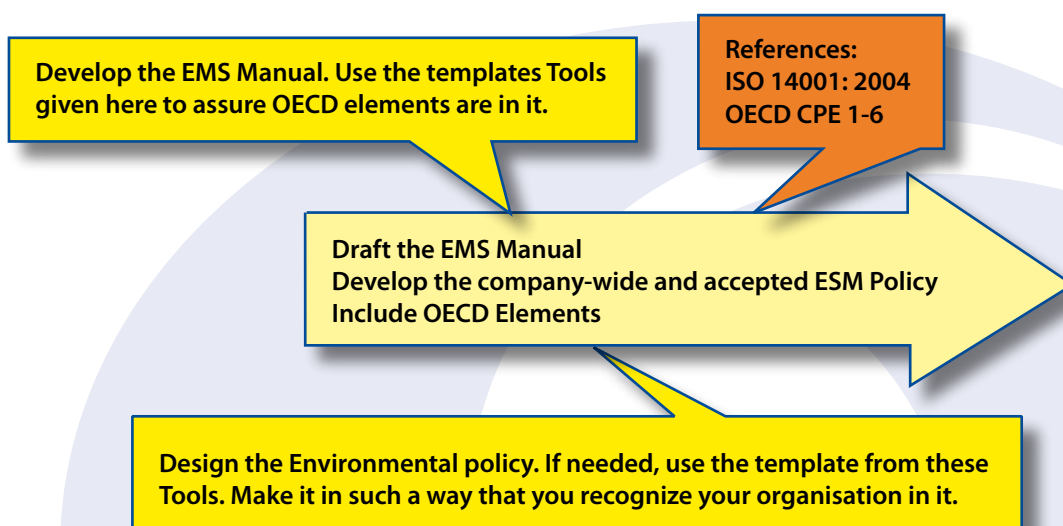 Develop the EMS Manual. Use the templates Tools
given here to assure OECD elements are in it.
References:
ISO 14001: 2004
OECD CPE 1-6
Draft the EMS Manual
Develop the company-wide and accepted ESM Policy
Include OECD Elements
Design the Environmental policy. If needed, use the template from these
Tools. Make it in such a way that you recognize your organisation in it.